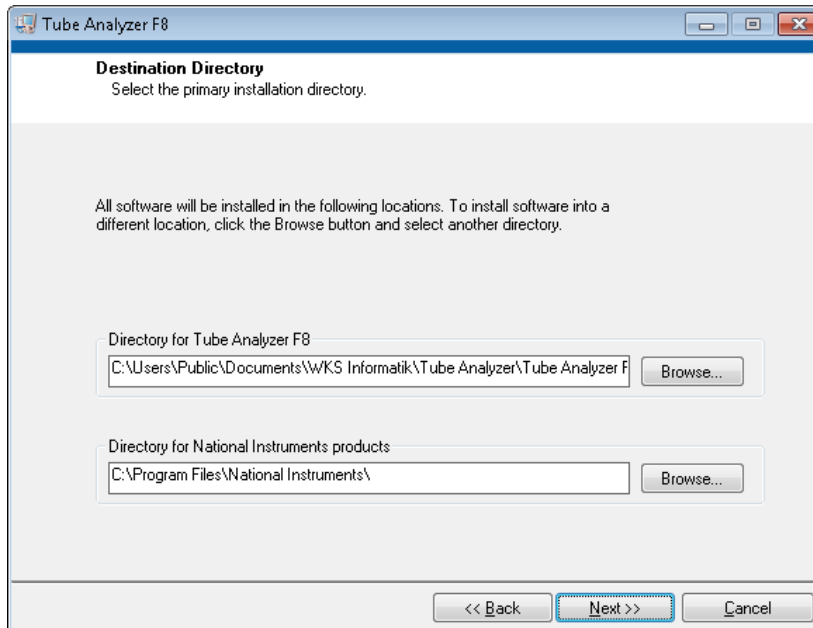 Tube Analyzer F8
Destination Directory
Select the primary installation directory.
All software will be installed in the following locations. To install software into a
different location, click the Browse button and select another directory.
Directory for Tube Analyzer F8
C:\Users\Public\Documents\WKS Informatik\Tube Analyzer\Tube Analyzer F
Browse...
Directory for National Instruments products
C:\Program Files\National Instruments\
Browse...
<< Back Next >> Cancel